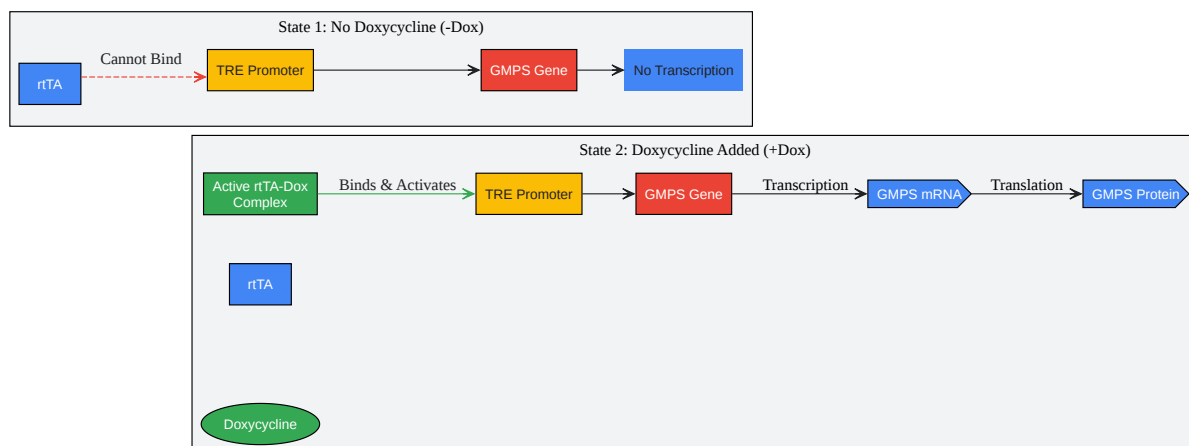 State 1: No Doxycycline (-Dox)
Cannot Bind
rtTA
TRE Promoter
GMPS Gene
No Transcription
State 2: Doxycycline Added (+Dox)
Active rtTA-Dox
Complex
Binds & Activates
TRE Promoter
GMPS Gene
Transcription
GMPS mRNA
Translation
GMPS Protein
rtTA
Doxycycline